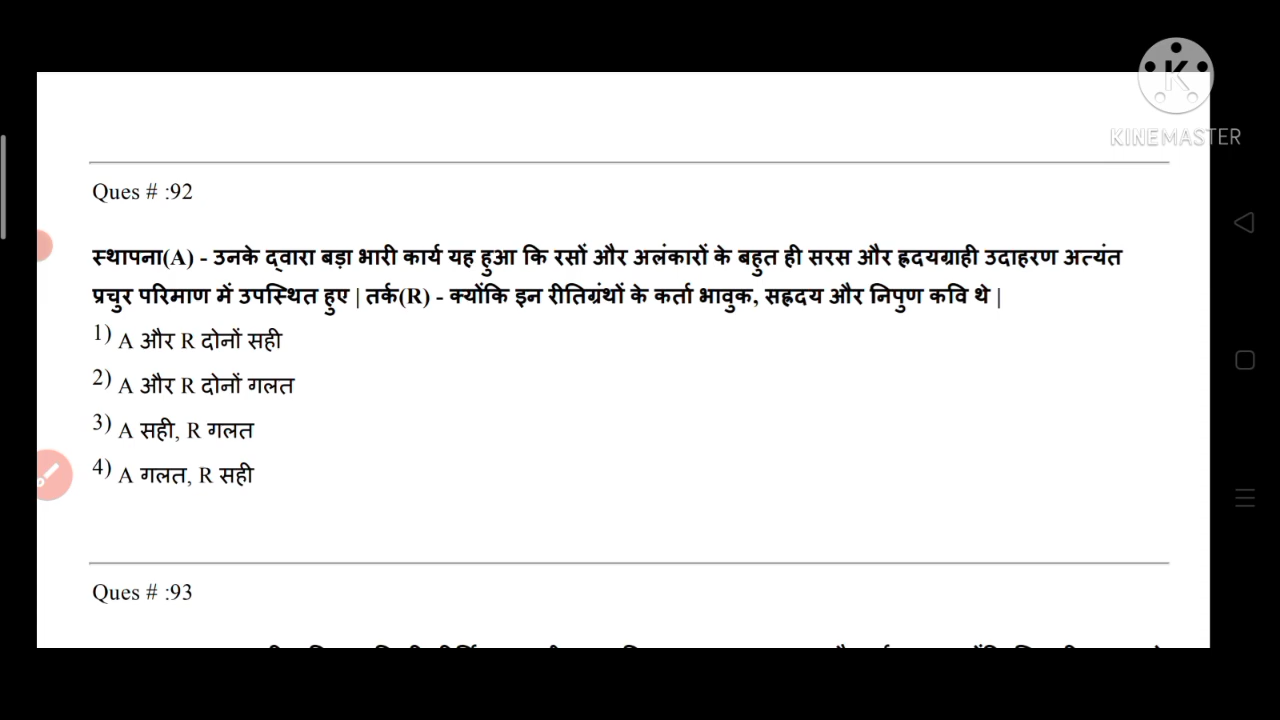 KINEMASTER
Ques # :92
स्थापना(A) - उनके द्वारा बड़ा भारी कार्य यह हुआ कि रसों और अलंकारों के बहुत ही सरस और ह्रदयग्राही उदाहरण अत्यंत
प्रचुर परिमाण में उपस्थित हुए | तर्क(R) - क्योंकि इन रीतिग्रंथों के कर्ता भावुक, सह्रदय और निपुण कवि थे |
1) A और R दोनों सही
2) A और R दोनों गलत
3) A सही, R गलत
4) A गलत, R सही
Ques # :93